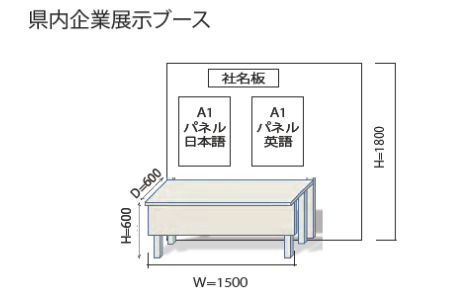 県内企業展示ブース
社名板
A1
パネル
日本語
A1
パネル
英語
H=1800
D=600
H=600
W=1500